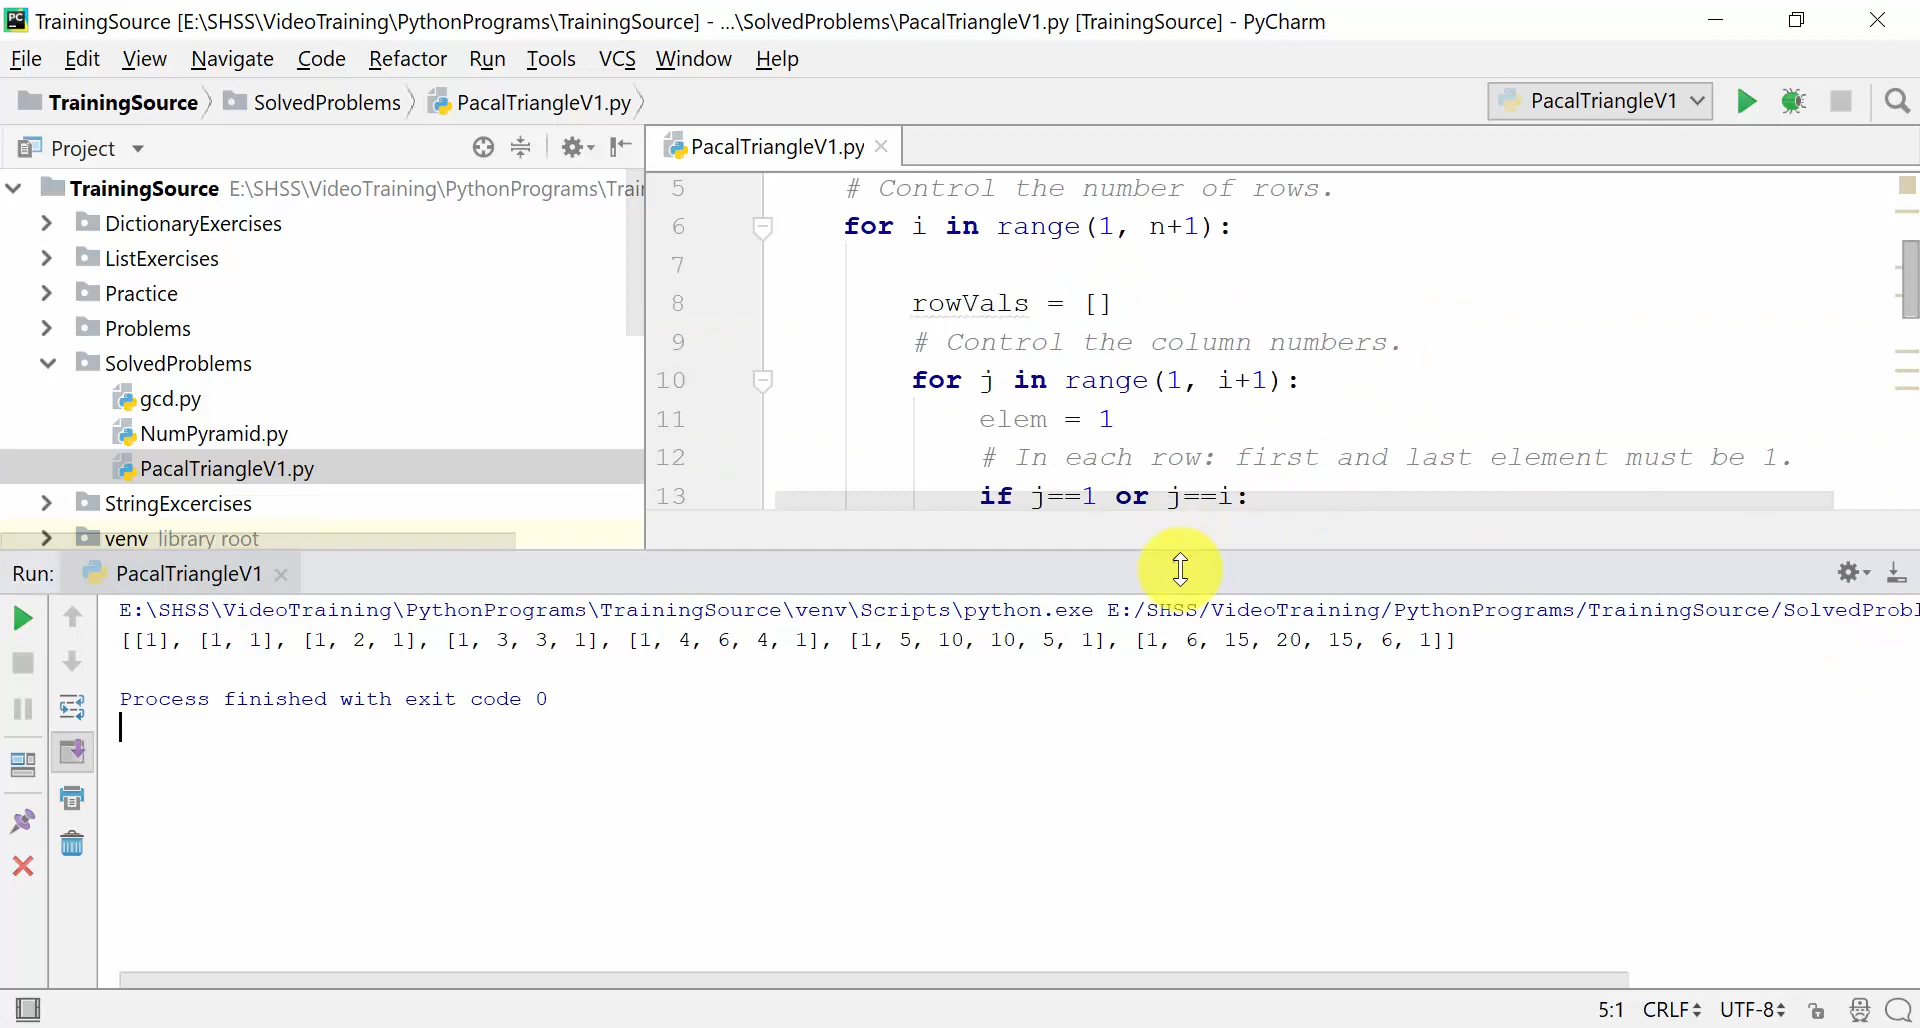 TrainingSource [E:\SHSS\VideoTraining\PythonPrograms\TrainingSource] - ...\SolvedProblems\PacalTriangleV1.py [TrainingSource] - PyCharm
File Edit View Navigate Code Refactor Run Tools VCS Window Help
TrainingSource SolvedProblems PacalTriangleV1.py
PacalTriangleV1
Project
PacalTriangleV1.py
TrainingSource E:\SHSS\VideoTraining\PythonPrograms\Trai
DictionaryExercises
ListExercises
Practice
Problems
SolvedProblems
gcd.py
NumPyramid.py
PacalTriangleV1.py
StringExcercises
venv library root
5 # Control the number of rows.
6 for i in range(1, n+1):
7
8 rowVals = []
9 # Control the column numbers.
10 for j in range(1, i+1):
11 elem = 1
12 # In each row: first and last element must be 1.
13 if j==1 or j==i:
Run: PacalTriangleV1
E:\SHSS\VideoTraining\PythonPrograms\TrainingSource\venv\Scripts\python.exe E:/SHSS/VideoTraining/PythonPrograms/TrainingSource/SolvedProbl
[[1], [1, 1], [1, 2, 1], [1, 3, 3, 1], [1, 4, 6, 4, 1], [1, 5, 10, 10, 5, 1], [1, 6, 15, 20, 15, 6, 1]]
Process finished with exit code 0
5:1 CRLF UTF-8